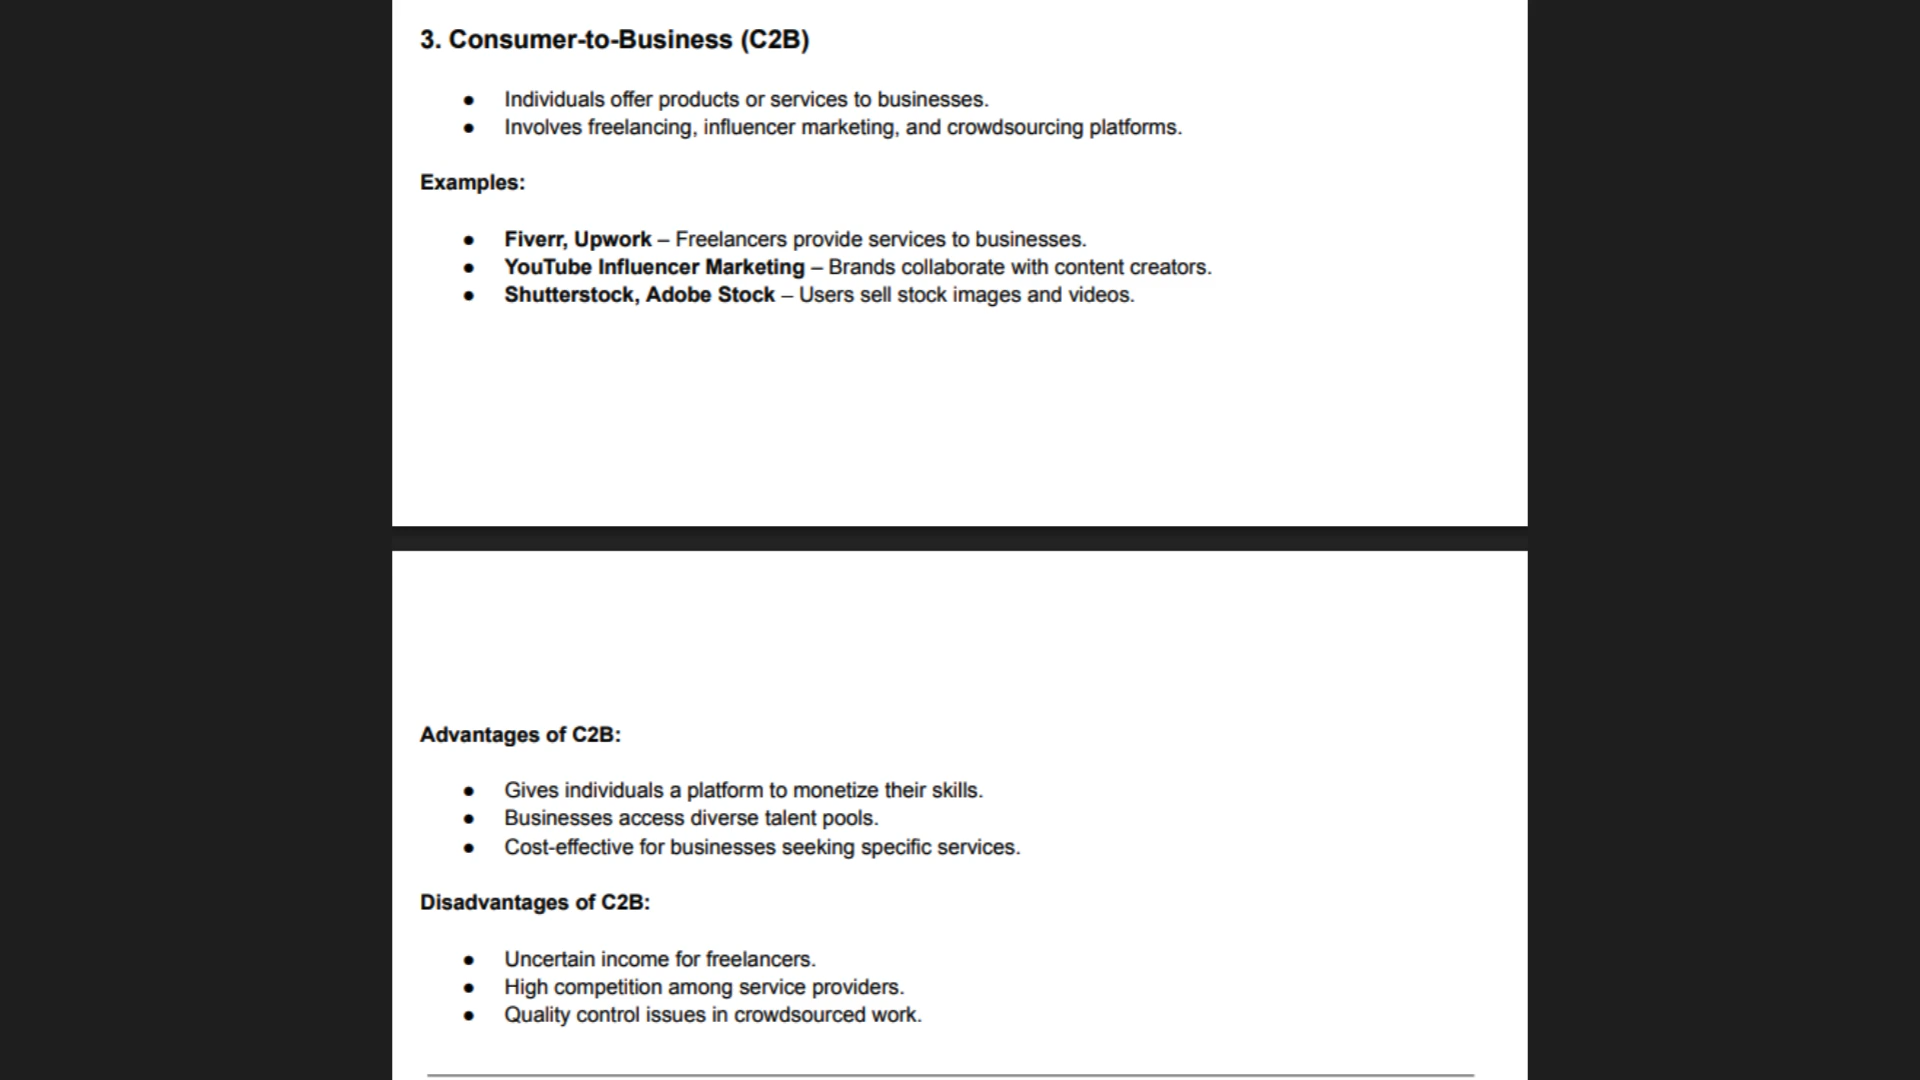 3. Consumer-to-Business (C2B)
● Individuals offer products or services to businesses.
● Involves freelancing, influencer marketing, and crowdsourcing platforms.
Examples:
● Fiverr, Upwork – Freelancers provide services to businesses.
● YouTube Influencer Marketing – Brands collaborate with content creators.
● Shutterstock, Adobe Stock – Users sell stock images and videos.
Advantages of C2B:
● Gives individuals a platform to monetize their skills.
● Businesses access diverse talent pools.
● Cost-effective for businesses seeking specific services.
Disadvantages of C2B:
● Uncertain income for freelancers.
● High competition among service providers.
● Quality control issues in crowdsourced work.